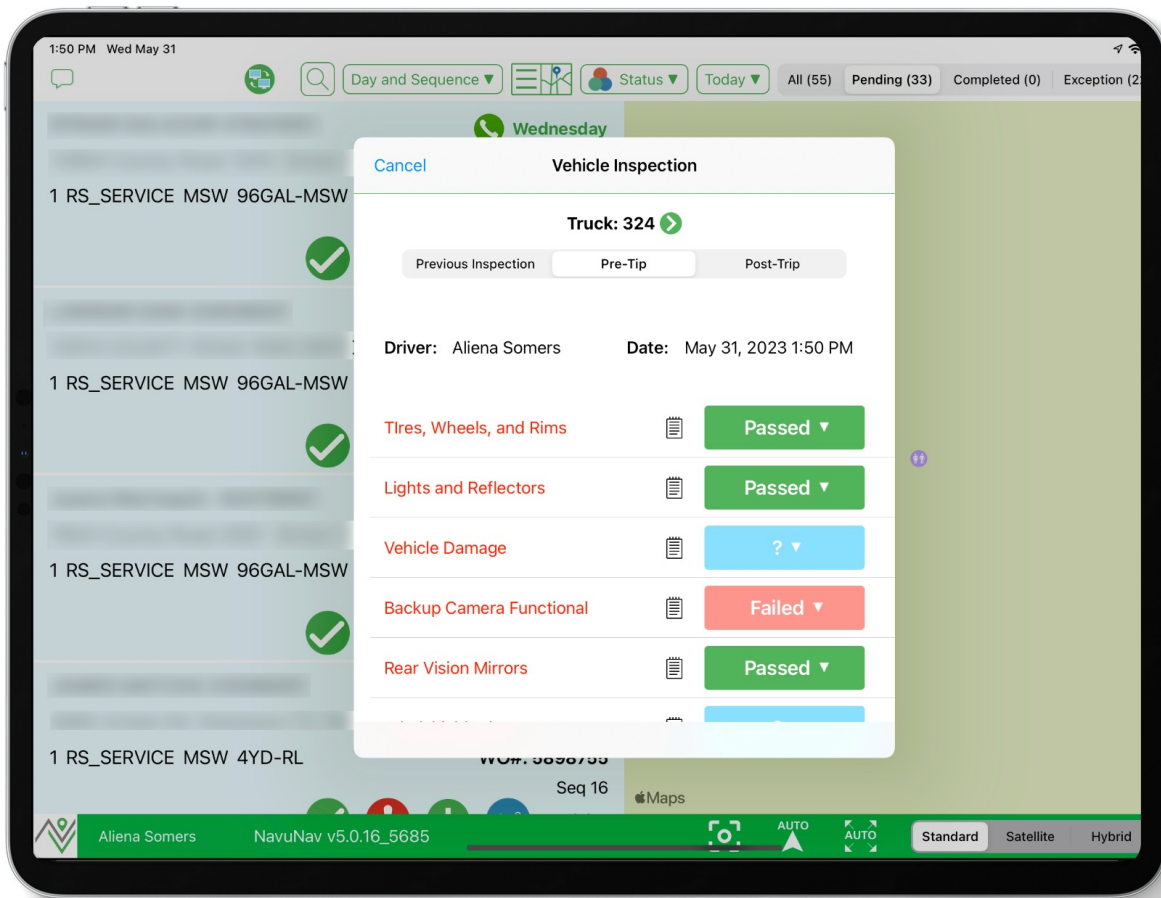 1:50 PM Wed May 31
Day and Sequence ▼
Status ▼
Today ▼
All (55)
Pending (33)
Completed (0)
Exception (2
Wednesday
1 RS_SERVICE MSW 96GAL-MSW
1 RS_SERVICE MSW 96GAL-MSW
1 RS_SERVICE MSW 96GAL-MSW
1 RS_SERVICE MSW 4YD-RL
WO#: 5898755
Seq 16
Cancel
Vehicle Inspection
Truck: 324
Previous Inspection
Pre-Tip
Post-Trip
Driver: Aliena Somers
Date: May 31, 2023 1:50 PM
TIres, Wheels, and Rims
Passed ▼
Lights and Reflectors
Passed ▼
Vehicle Damage
? ▼
Backup Camera Functional
Failed ▼
Rear Vision Mirrors
Passed ▼
Maps
Aliena Somers
NavuNav v5.0.16_5685
AUTO
AUTO
Standard
Satellite
Hybrid